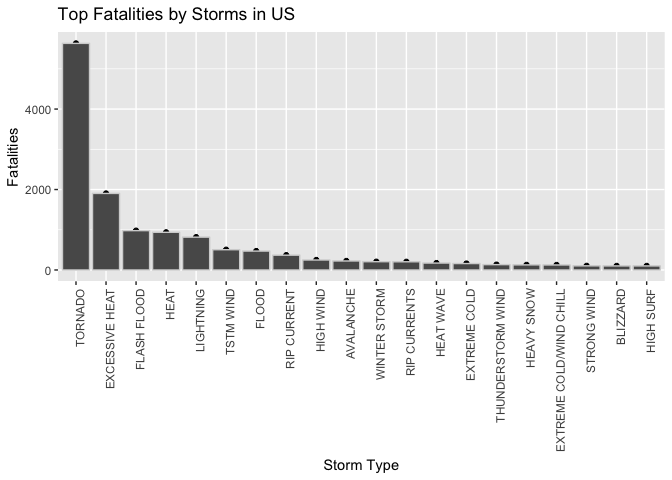 Top Fatalities by Storms in US
Fatalities
4000
2000
0
TORNADO
EXCESSIVE HEAT
FLASH FLOOD
HEAT
LIGHTNING
TSTM WIND
FLOOD
RIP CURRENT
HIGH WIND
AVALANCHE
WINTER STORM
RIP CURRENTS
HEAT WAVE
EXTREME COLD
THUNDERSTORM WIND
HEAVY SNOW
EXTREME COLD/WIND CHILL
STRONG WIND
BLIZZARD
HIGH SURF
Storm Type